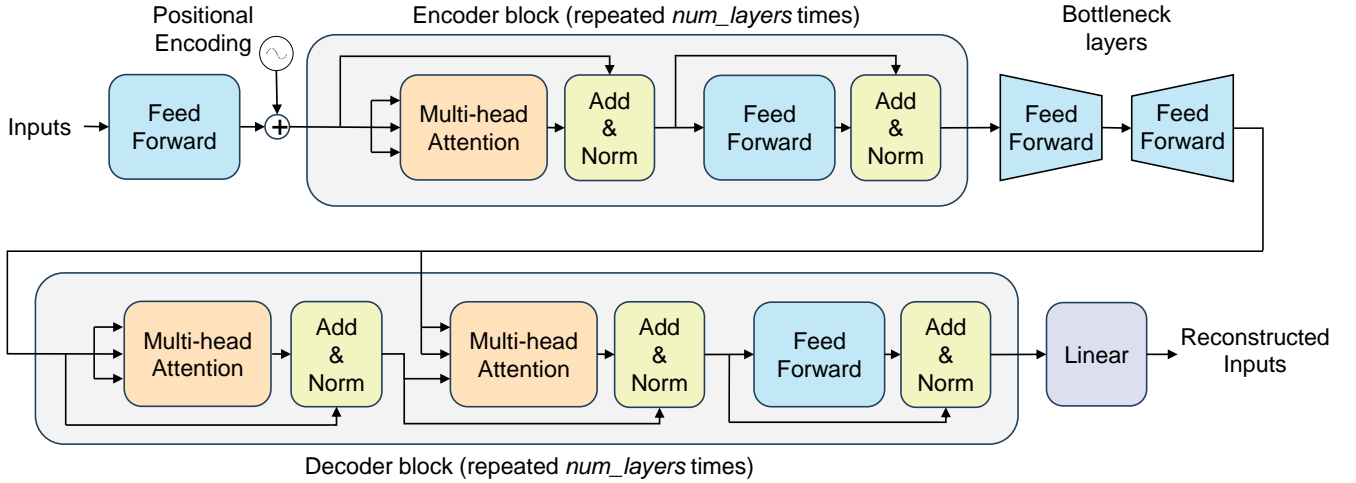 Encoder block (repeated num_layers times)
Positional
Encoding
Bottleneck
layers
Inputs
Feed
Forward
+
Multi-head
Attention
Add
&
Norm
Feed
Forward
Add
&
Norm
Feed
Forward
Feed
Forward
Multi-head
Attention
Add
&
Norm
Multi-head
Attention
Add
&
Norm
Feed
Forward
Add
&
Norm
Linear
Reconstructed
Inputs
Decoder block (repeated num_layers times)